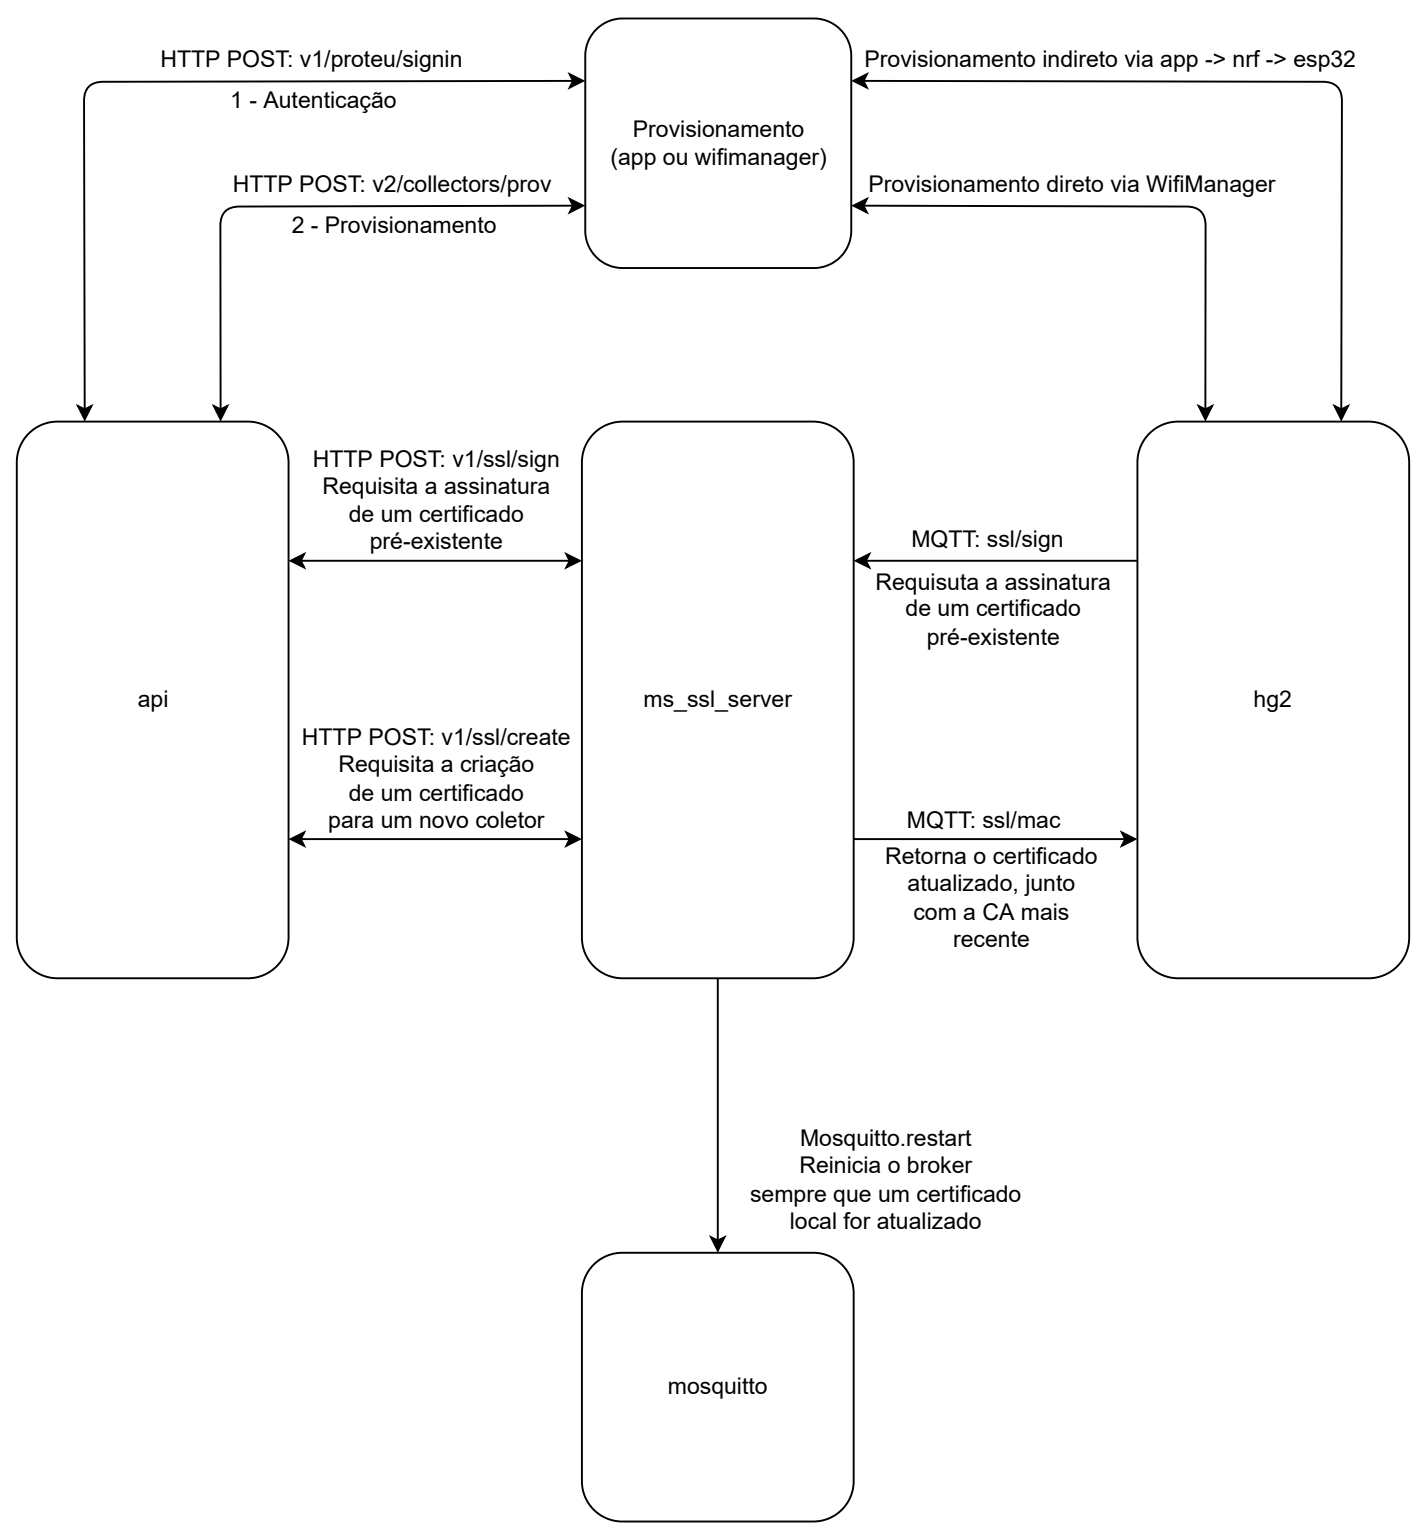 HTTP POST: v1/proteu/signin
1 - Autenticação
HTTP POST: v2/collectors/prov
2 - Provisionamento
Provisionamento
(app ou wifimanager)
Provisionamento indireto via app -> nrf -> esp32
Provisionamento direto via WifiManager
api
HTTP POST: v1/ssl/sign
Requisita a assinatura
de um certificado
pré-existente
HTTP POST: v1/ssl/create
Requisita a criação
de um certificado
para um novo coletor
ms_ssl_server
MQTT: ssl/sign
Requisuta a assinatura
de um certificado
pré-existente
MQTT: ssl/mac
Retorna o certificado
atualizado, junto
com a CA mais
recente
hg2
Mosquitto.restart
Reinicia o broker
sempre que um certificado
local for atualizado
mosquitto